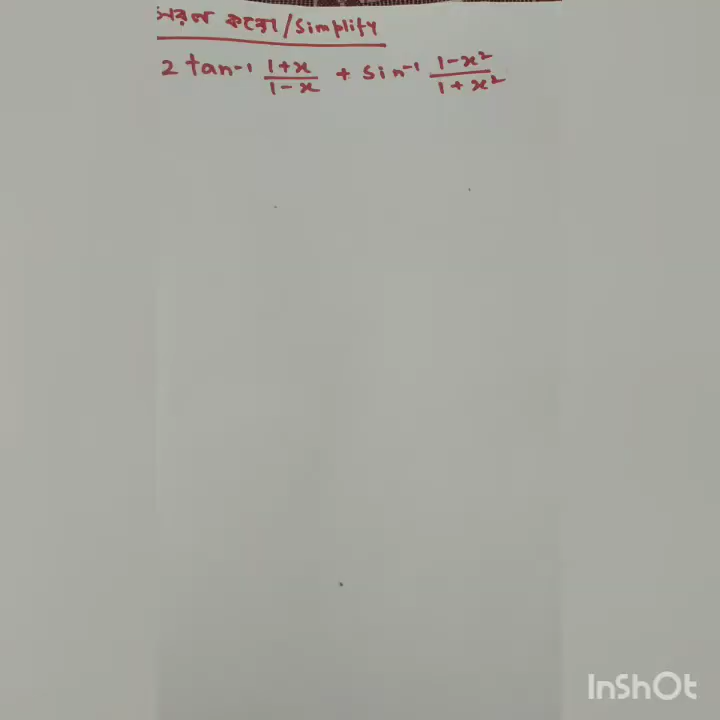 সরল করো/Simplify
2 tan⁻¹ (1+x)/(1-x) + sin⁻¹ (1-x²)/(1+x²)
InShOt